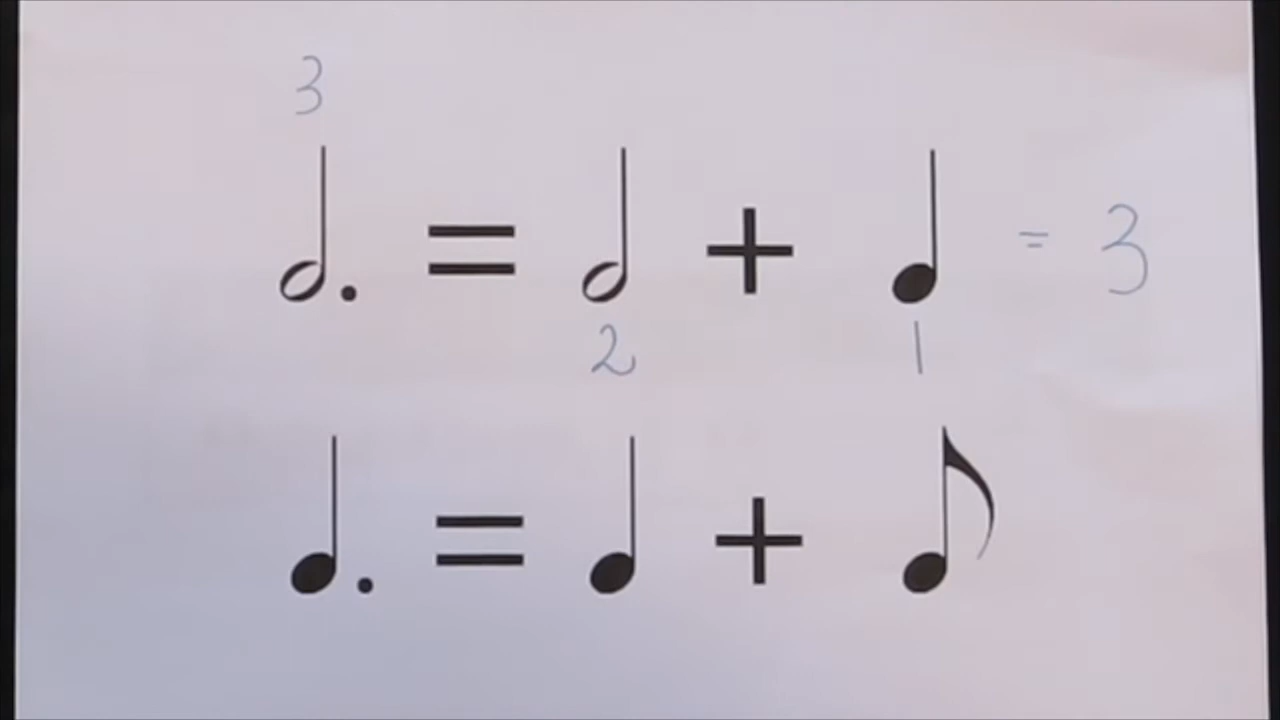 3
𝅗𝅥. = 𝅗𝅥 + ♩ = 3
2 1
♩. = ♩ + ♪